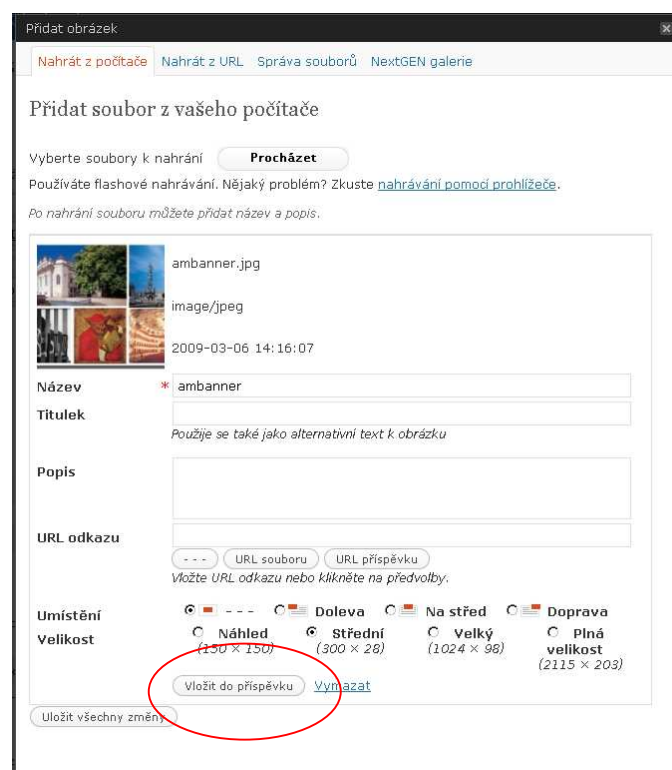 Přidat obrázek
Nahrát z počítače Nahrát z URL Správa souborů NextGEN galerie
Přidat soubor z vašeho počítače
Vyberte soubory k nahrání Procházet
Používáte flashové nahrávání. Nějaký problém? Zkuste nahrávání pomocí prohlížeče.
Po nahrání souboru můžete přidat název a popis.
ambanner.jpg
image/jpeg
2009-03-06 14:16:07
Název * ambanner
Titulek
Použije se také jako alternativní text k obrázku
Popis
URL odkazu
- - - URL souboru URL příspěvku
Vložte URL odkazu nebo klikněte na předvolby.
Umístění - - - Doleva Na střed Doprava
Velikost Náhled Střední Velký Plná velikost
(150 × 150) (300 × 28) (1024 × 98) (2115 × 203)
Vložit do příspěvku Vymazat
Uložit všechny změny